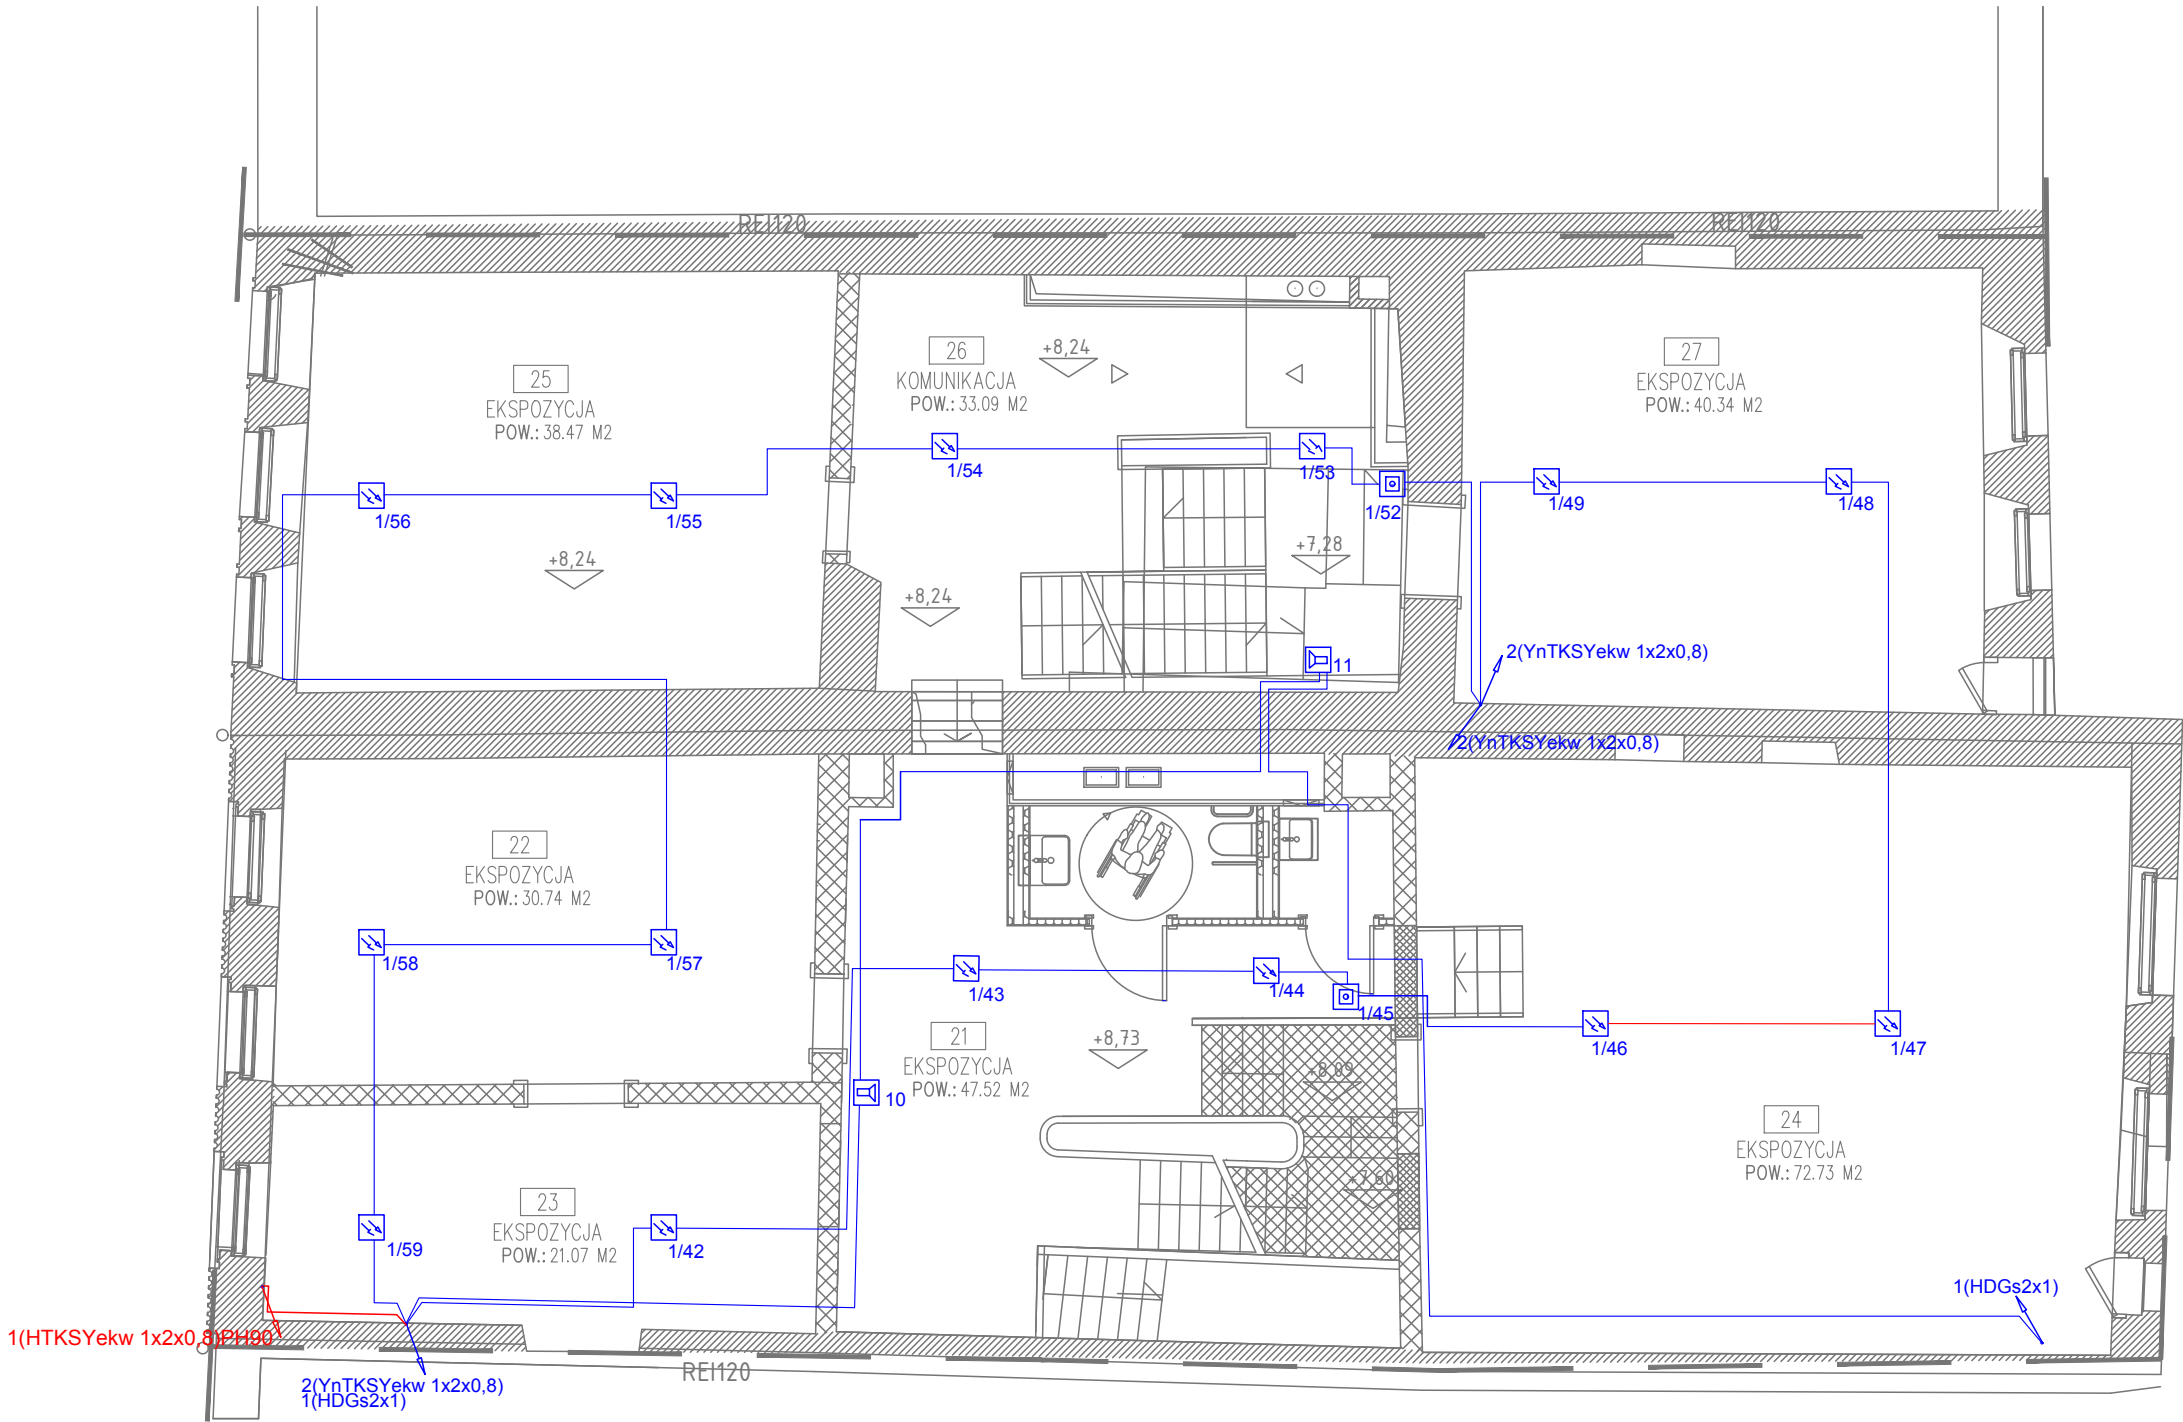 REI120
REI120
25
EKSPOZYCJA
POW.: 38.47 M2
26
KOMUNIKACJA
POW.: 33.09 M2
+8,24
27
EKSPOZYCJA
POW.: 40.34 M2
1/56
1/55
1/54
1/53
1/52
1/49
1/48
+8,24
+8,24
+7,28
11
2(YnTKSYekw 1x2x0,8)
2(YnTKSYekw 1x2x0,8)
22
EKSPOZYCJA
POW.: 30.74 M2
1/58
1/57
1/43
1/44
1/45
1/46
1/47
21
EKSPOZYCJA
POW.: 47.52 M2
+8,73
+8,09
10
24
EKSPOZYCJA
POW.: 72.73 M2
+7,60
23
EKSPOZYCJA
POW.: 21.07 M2
1/59
1/42
1(HDGs2x1)
1(HTKSYekw 1x2x0,8)PH90
REI120
2(YnTKSYekw 1x2x0,8)
1(HDGs2x1)